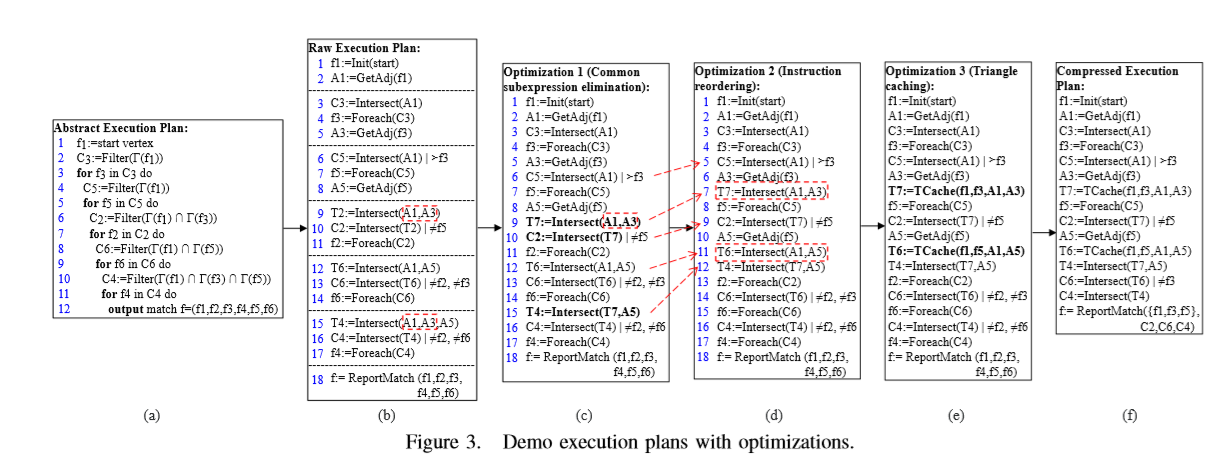 Abstract Execution Plan:
1 f1:=start vertex
2 C3:=Filter(Γ(f1))
3 for f3 in C3 do
4 C5:=Filter(Γ(f1))
5 for f5 in C5 do
6 C2:=Filter(Γ(f1) ∩ Γ(f3))
7 for f2 in C2 do
8 C6:=Filter(Γ(f1) ∩ Γ(f5))
9 for f6 in C6 do
10 C4:=Filter(Γ(f1) ∩ Γ(f3) ∩ Γ(f5))
11 for f4 in C4 do
12 output match f=(f1,f2,f3,f4,f5,f6)
(a)
Raw Execution Plan:
1 f1:=Init(start)
2 A1:=GetAdj(f1)
3 C3:=Intersect(A1)
4 f3:=Foreach(C3)
5 A3:=GetAdj(f3)
6 C5:=Intersect(A1) | >f3
7 f5:=Foreach(C5)
8 A5:=GetAdj(f5)
9 T2:=Intersect(A1,A3)
10 C2:=Intersect(T2) | ≠f5
11 f2:=Foreach(C2)
12 T6:=Intersect(A1,A5)
13 C6:=Intersect(T6) | ≠f2, ≠f3
14 f6:=Foreach(C6)
15 T4:=Intersect(A1,A3,A5)
16 C4:=Intersect(T4) | ≠f2, ≠f6
17 f4:=Foreach(C4)
18 f:= ReportMatch (f1,f2,f3,
f4,f5,f6)
(b)
Optimization 1 (Common
subexpression elimination):
1 f1:=Init(start)
2 A1:=GetAdj(f1)
3 C3:=Intersect(A1)
4 f3:=Foreach(C3)
5 A3:=GetAdj(f3)
6 C5:=Intersect(A1) | >f3
7 f5:=Foreach(C5)
8 A5:=GetAdj(f5)
9 T7:=Intersect(A1,A3)
10 C2:=Intersect(T7) | ≠f5
11 f2:=Foreach(C2)
12 T6:=Intersect(A1,A5)
13 C6:=Intersect(T6) | ≠f2, ≠f3
14 f6:=Foreach(C6)
15 T4:=Intersect(T7,A5)
16 C4:=Intersect(T4) | ≠f2, ≠f6
17 f4:=Foreach(C4)
18 f:= ReportMatch (f1,f2,f3,
f4,f5,f6)
(c)
Optimization 2 (Instruction
reordering):
1 f1:=Init(start)
2 A1:=GetAdj(f1)
3 C3:=Intersect(A1)
4 f3:=Foreach(C3)
5 C5:=Intersect(A1) | >f3
6 A3:=GetAdj(f3)
7 T7:=Intersect(A1,A3)
8 f5:=Foreach(C5)
9 C2:=Intersect(T7) | ≠f5
10 A5:=GetAdj(f5)
11 T6:=Intersect(A1,A5)
12 T4:=Intersect(T7,A5)
13 f2:=Foreach(C2)
14 C6:=Intersect(T6) | ≠f2, ≠f3
15 f6:=Foreach(C6)
16 C4:=Intersect(T4) | ≠f2, ≠f6
17 f4:=Foreach(C4)
18 f:= ReportMatch (f1,f2,f3,
f4,f5,f6)
(d)
Optimization 3 (Triangle
caching):
f1:=Init(start)
A1:=GetAdj(f1)
C3:=Intersect(A1)
f3:=Foreach(C3)
C5:=Intersect(A1) | >f3
A3:=GetAdj(f3)
T7:=TCache(f1,f3,A1,A3)
f5:=Foreach(C5)
C2:=Intersect(T7) | ≠f5
A5:=GetAdj(f5)
T6:=TCache(f1,f5,A1,A5)
T4:=Intersect(T7,A5)
f2:=Foreach(C2)
C6:=Intersect(T6) | ≠f2, ≠f3
f6:=Foreach(C6)
C4:=Intersect(T4) | ≠f2, ≠f6
f4:=Foreach(C4)
f:= ReportMatch (f1,f2,f3,
f4,f5,f6)
(e)
Compressed Execution
Plan:
f1:=Init(start)
A1:=GetAdj(f1)
C3:=Intersect(A1)
f3:=Foreach(C3)
C5:=Intersect(A1) | >f3
A3:=GetAdj(f3)
T7:=TCache(f1,f3,A1,A3)
f5:=Foreach(C5)
C2:=Intersect(T7) | ≠f5
A5:=GetAdj(f5)
T6:=TCache(f1,f5,A1,A5)
T4:=Intersect(T7,A5)
C6:=Intersect(T6) | ≠f3
C4:=Intersect(T4)
f:= ReportMatch({f1,f3,f5},
C2,C6,C4)
(f)
Figure 3. Demo execution plans with optimizations.